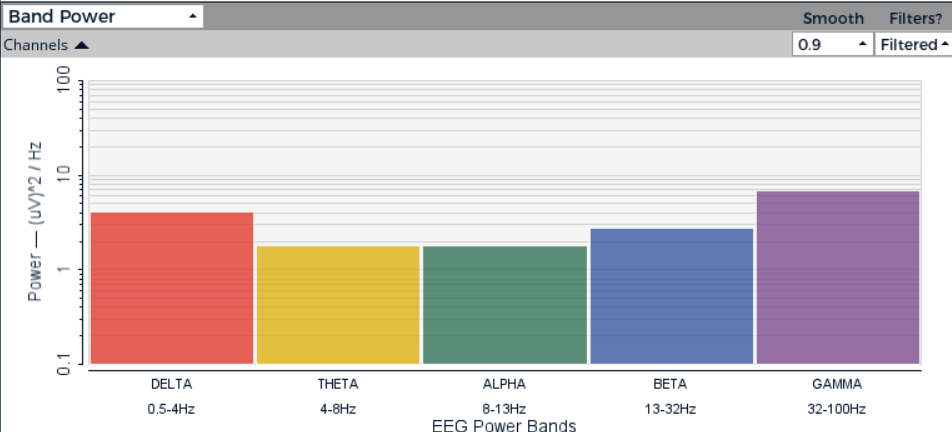 Band Power
Smooth Filters?
Channels
0.9 Filtered
100
10
1
0.1
Power — (uV)^2 / Hz
DELTA THETA ALPHA BETA GAMMA
0.5-4Hz 4-8Hz 8-13Hz 13-32Hz 32-100Hz
EEG Power Bands